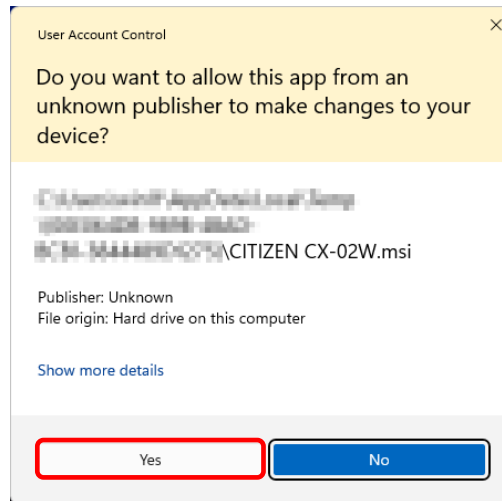 User Account Control
Do you want to allow this app from an
unknown publisher to make changes to your
device?
\CITIZEN CX-02W.msi
Publisher: Unknown
File origin: Hard drive on this computer
Show more details
Yes
No